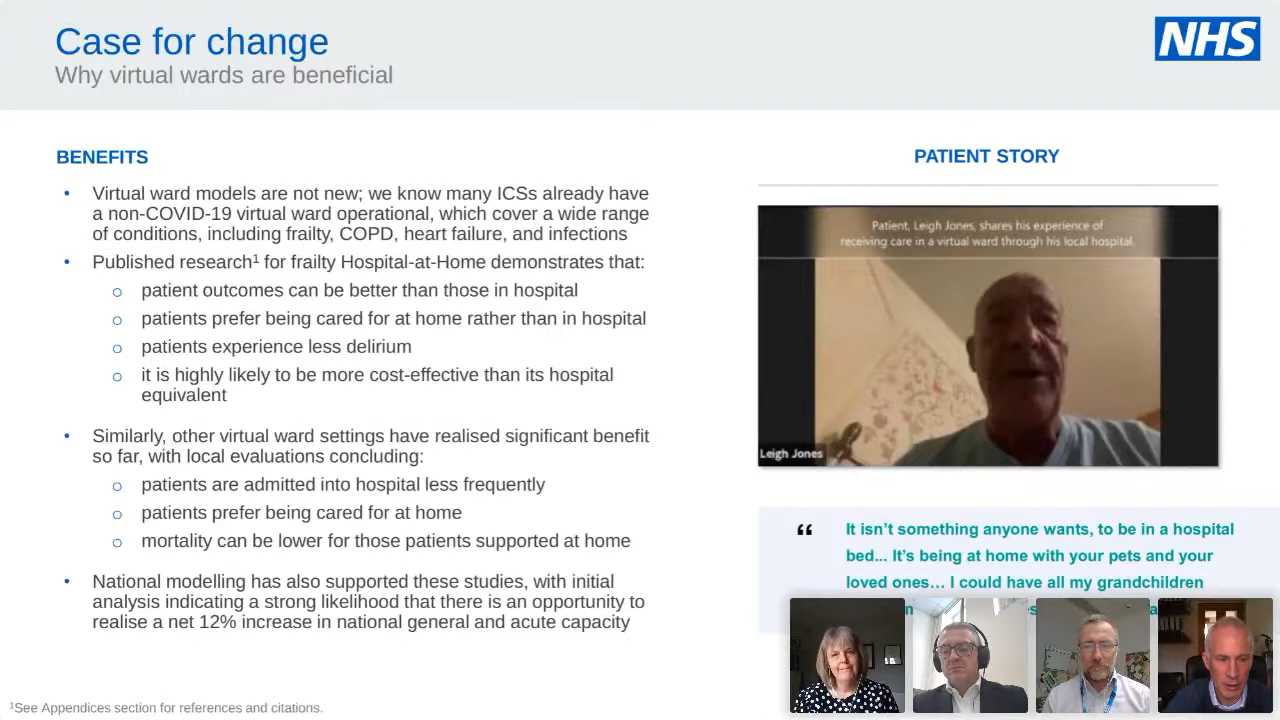 Case for change
Why virtual wards are beneficial
NHS
BENEFITS
• Virtual ward models are not new; we know many ICSs already have
a non-COVID-19 virtual ward operational, which cover a wide range
of conditions, including frailty, COPD, heart failure, and infections
• Published research¹ for frailty Hospital-at-Home demonstrates that:
o patient outcomes can be better than those in hospital
o patients prefer being cared for at home rather than in hospital
o patients experience less delirium
o it is highly likely to be more cost-effective than its hospital
equivalent
• Similarly, other virtual ward settings have realised significant benefit
so far, with local evaluations concluding:
o patients are admitted into hospital less frequently
o patients prefer being cared for at home
o mortality can be lower for those patients supported at home
• National modelling has also supported these studies, with initial
analysis indicating a strong likelihood that there is an opportunity to
realise a net 12% increase in national general and acute capacity
¹See Appendices section for references and citations.
PATIENT STORY
Patient, Leigh Jones, shares his experience of
receiving care in a virtual ward through his local hospital.
Leigh Jones
“ It isn’t something anyone wants, to be in a hospital
bed... It’s being at home with your pets and your
loved ones… I could have all my grandchildren